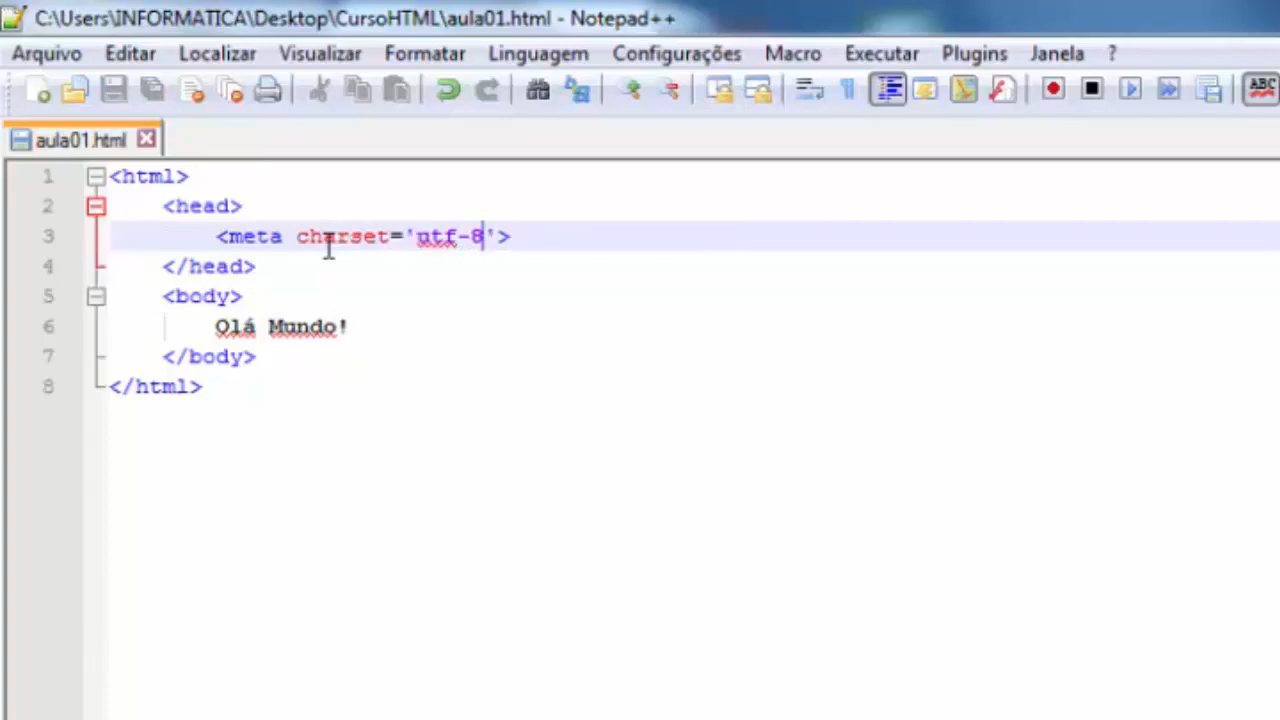 C:\Users\INFORMATICA\Desktop\CursoHTML\aula01.html - Notepad++
Arquivo Editar Localizar Visualizar Formatar Linguagem Configurações Macro Executar Plugins Janela ?
ABC
aula01.html
1 <html>
2 <head>
3 <meta charset='utf-8'>
4 </head>
5 <body>
6 Olá Mundo!
7 </body>
8 </html>